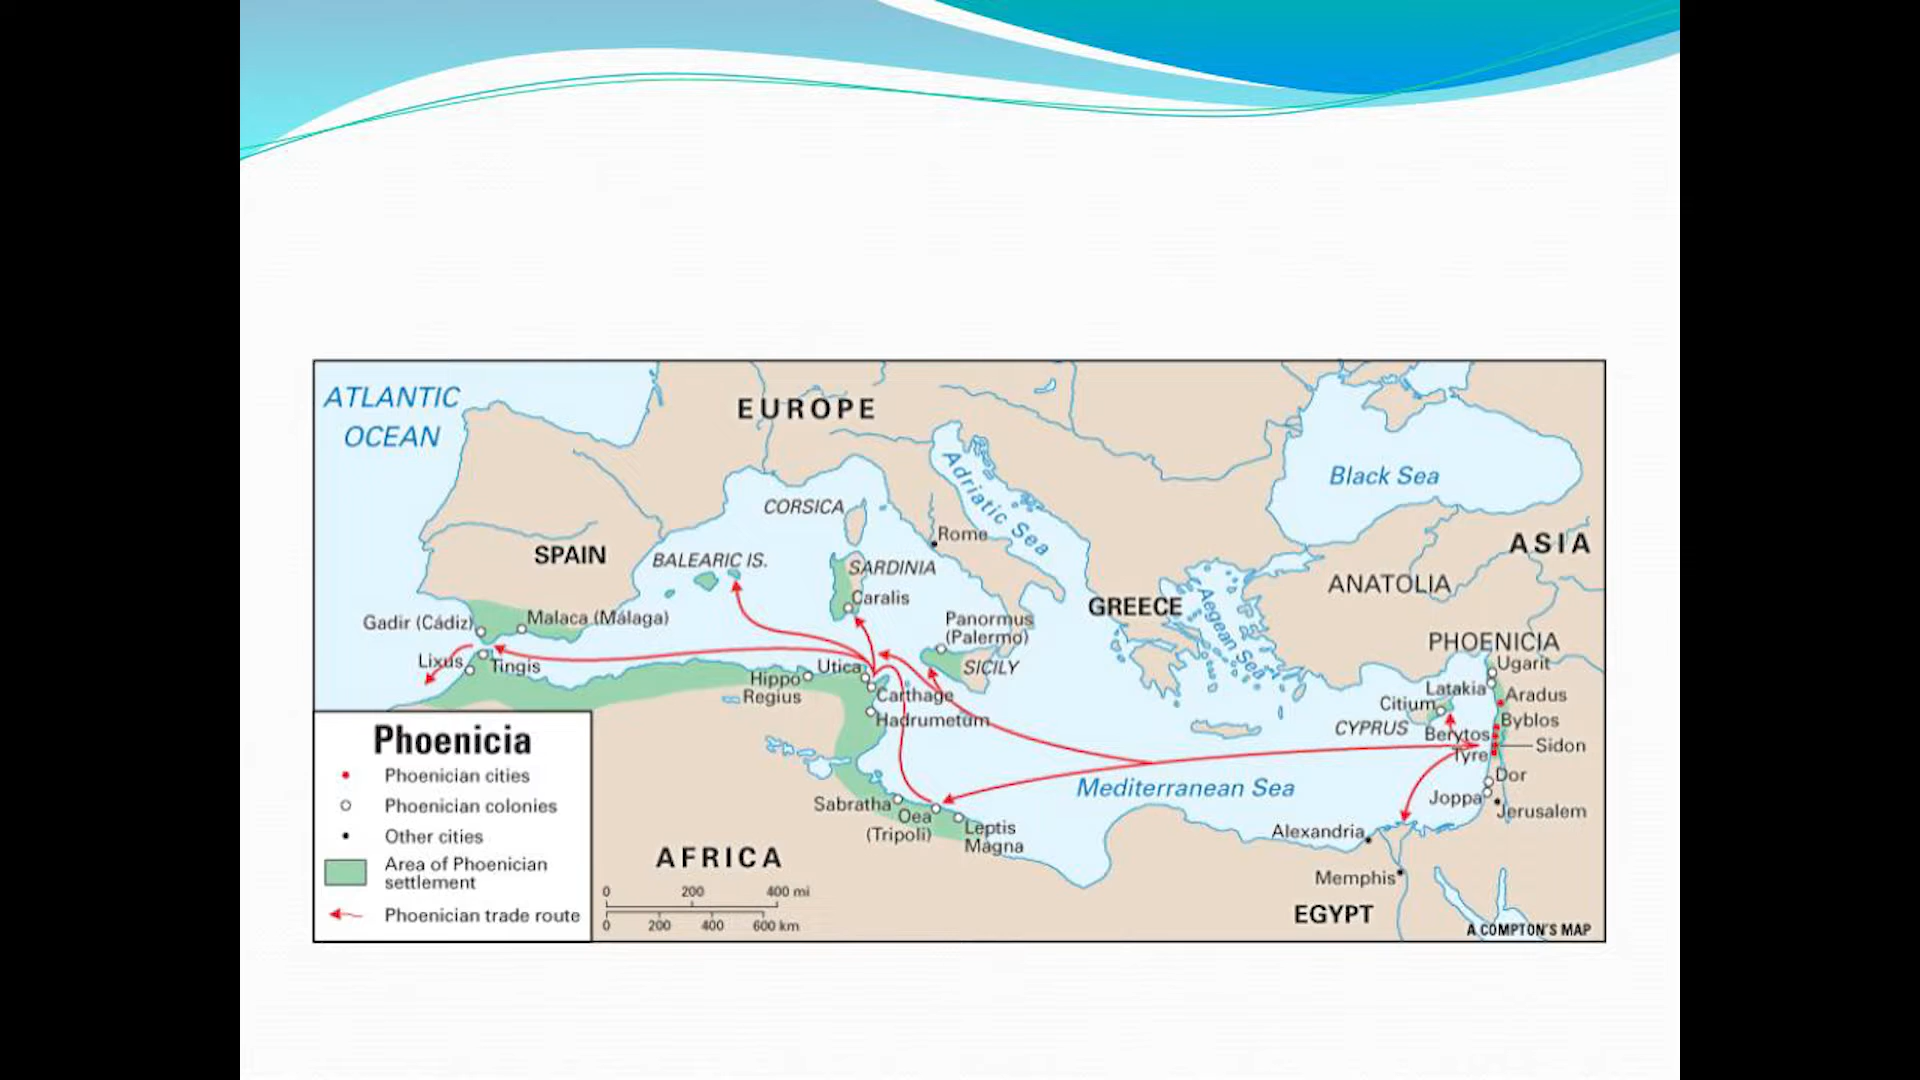 ATLANTIC
OCEAN
EUROPE
Black Sea
Adriatic Sea
CORSICA
Rome
ASIA
SPAIN
BALEARIC IS.
SARDINIA
ANATOLIA
Caralis
GREECE
Aegean Sea
Gadir (Cádiz)
Malaca (Málaga)
Panormus
(Palermo)
PHOENICIA
Lixus
Tingis
Utica
SICILY
Ugarit
Hippo
Regius
Carthage
Latakia
Aradus
Citium
Hadrumetum
Byblos
CYPRUS
Berytos
Sidon
Tyre
Phoenicia
Phoenician cities
Phoenician colonies
Other cities
Area of Phoenician
settlement
Phoenician trade route
Mediterranean Sea
Dor
Joppa
Jerusalem
Sabratha
Oea
(Tripoli)
Leptis
Magna
Alexandria
AFRICA
Memphis
EGYPT
0 200 400 mi
0 200 400 600 km
A COMPTON'S MAP